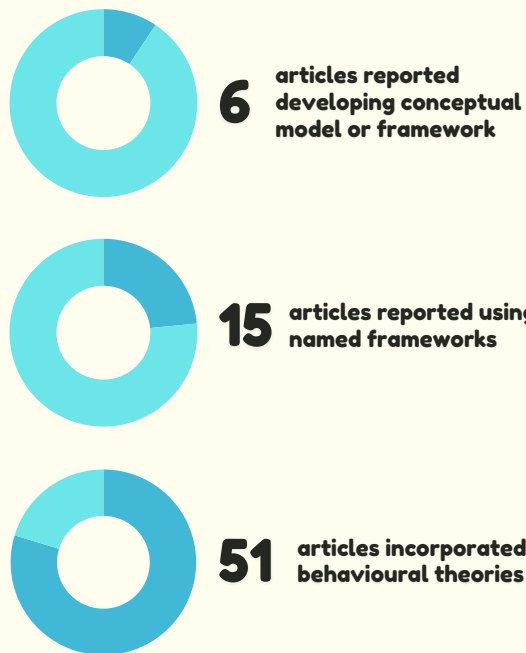 6
articles reported
developing conceptual
model or framework
15
articles reported using
named frameworks
51
articles incorporated
behavioural theories